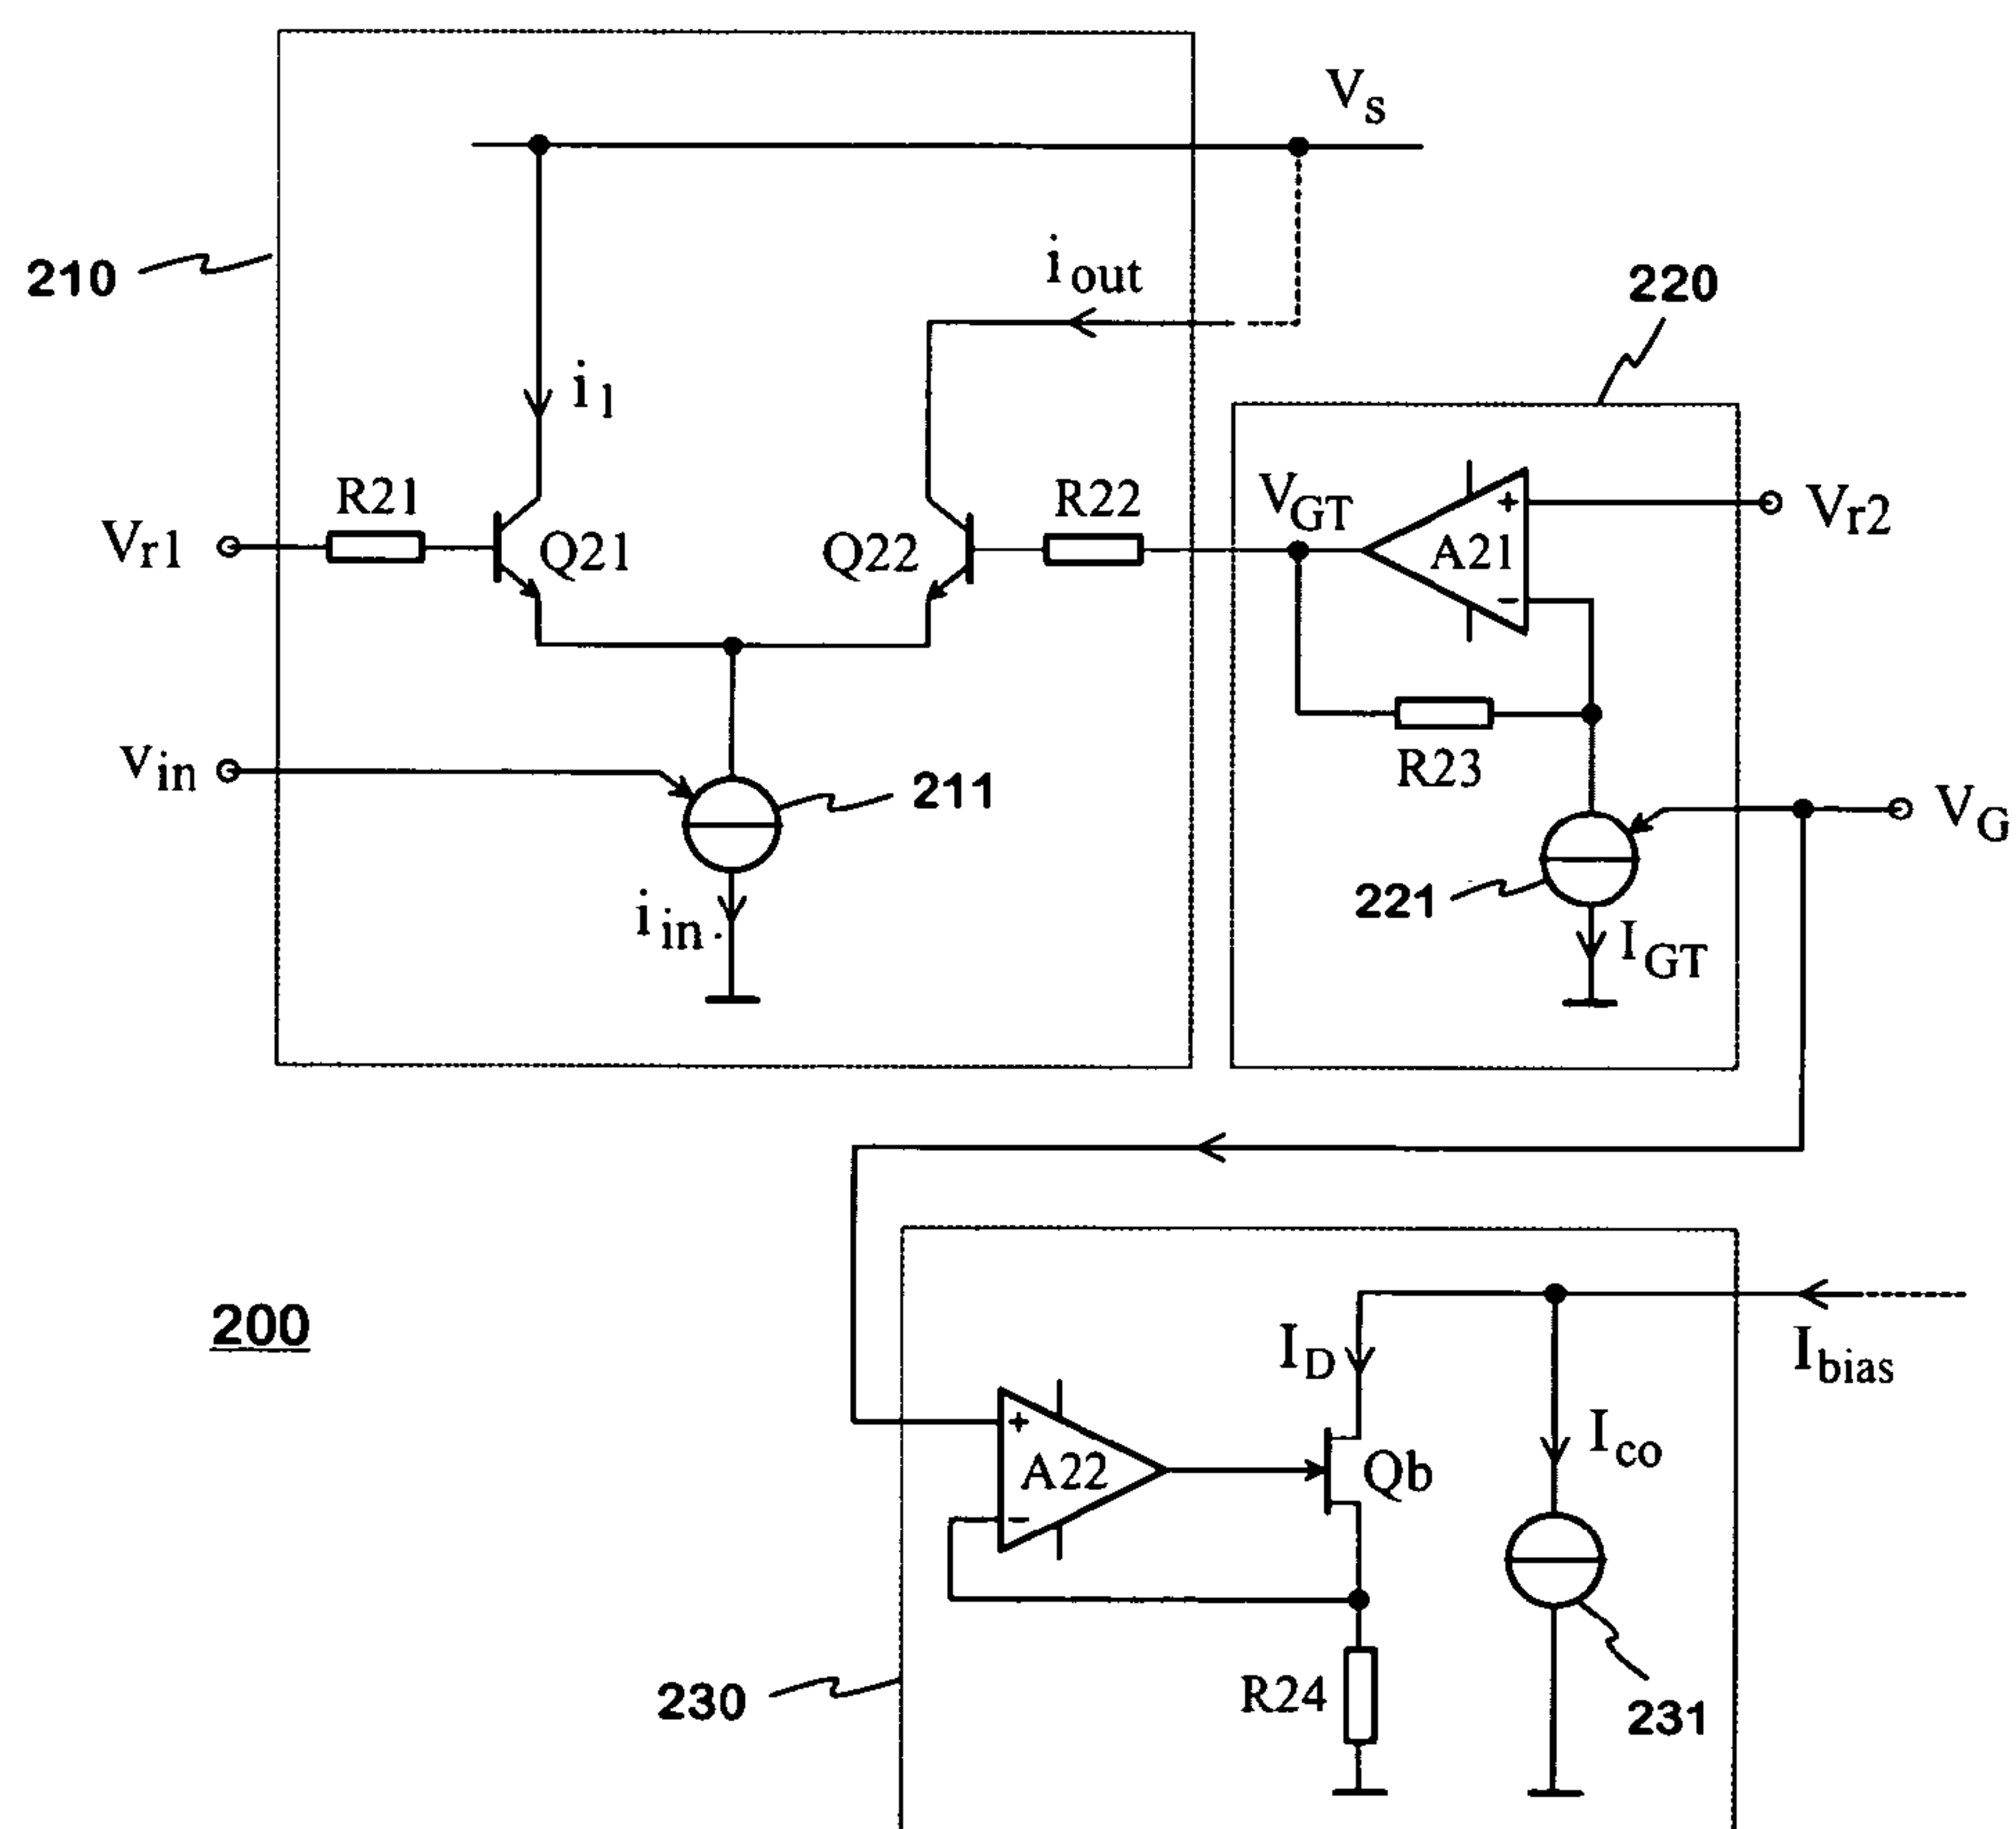 Vs
210
iout
220
i1
R21
Vr1
Q21
Q22
R22
VGT
+
A21
−
Vr2
R23
vin
211
VG
iin
221
IGT
200
ID
Ibias
+
A22
−
Qb
Ico
230
R24
231